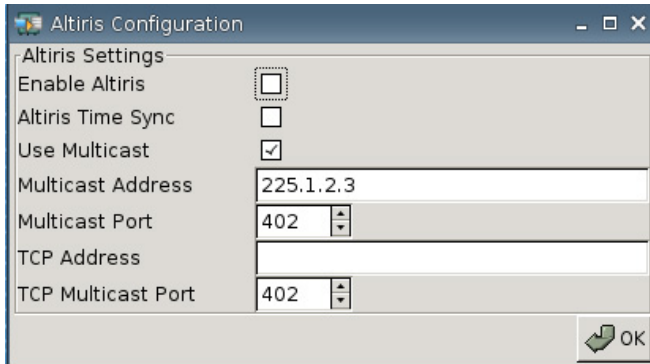 Altiris Configuration
Altiris Settings
Enable Altiris
Altiris Time Sync
Use Multicast
Multicast Address 225.1.2.3
Multicast Port 402
TCP Address
TCP Multicast Port 402
OK